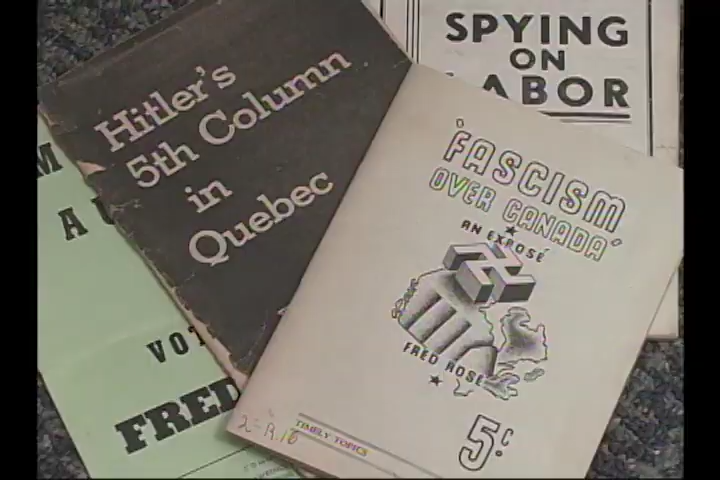 SPYING
ON
LABOR
Hitler's
5th Column
in
Quebec
'FASCISM
OVER CANADA'
AN EXPOSÉ
FRED ROSE
5¢
TIMELY TOPICS
M
A
VOT
FRED